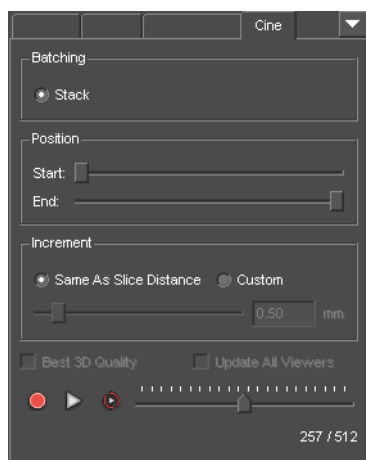 Cine
Batching
Stack
Position
Start:
End:
Increment
Same As Slice Distance Custom
0.50 mm
Best 3D Quality Update All Viewers
257 / 512